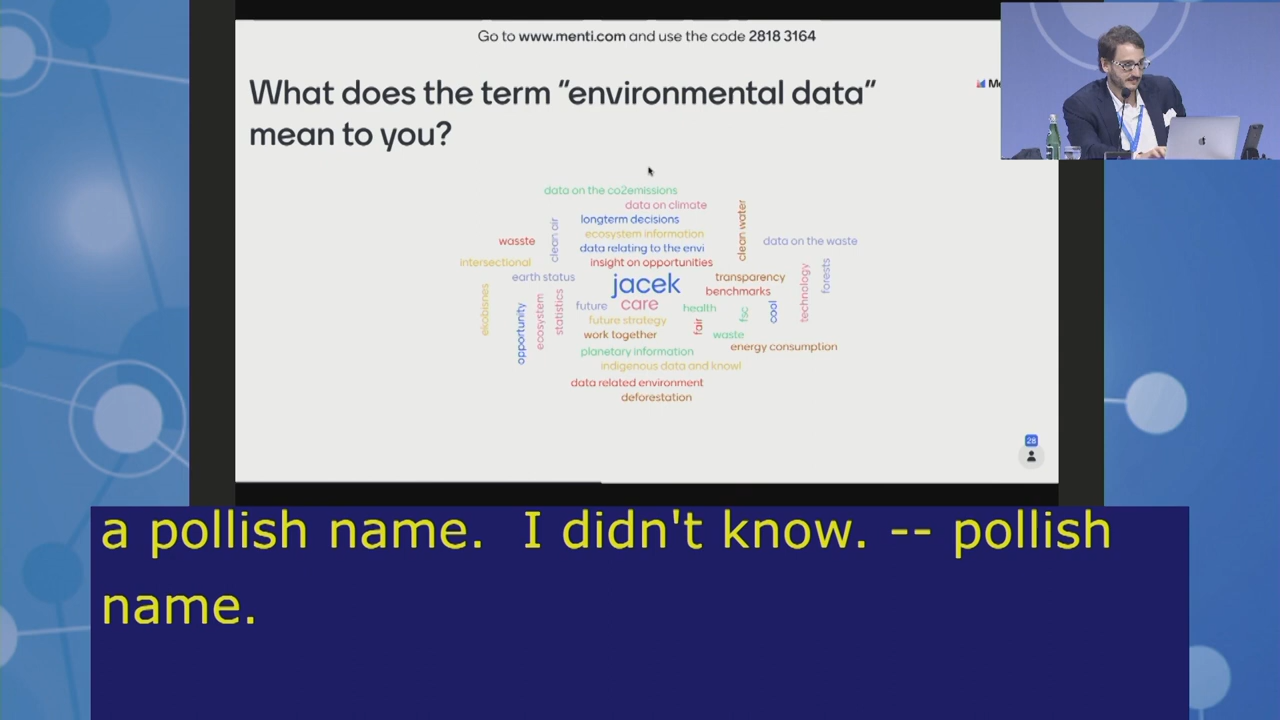 Go to www.menti.com and use the code 2818 3164
What does the term "environmental data"
mean to you?
data on the co2emissions
data on climate
longterm decisions
ecosystem information
data relating to the envi
insight on opportunities
wasste
clean air
clean water
data on the waste
intersectional
earth status
jacek
transparency
benchmarks
technology
forests
ekobisnes
opportunity
ecosystem
statistics
future
care
health
fair
fsc
cool
future strategy
work together
waste
energy consumption
planetary information
indigenous data and knowl
data related environment
deforestation
28
a pollish name.  I didn't know. -- pollish
name.